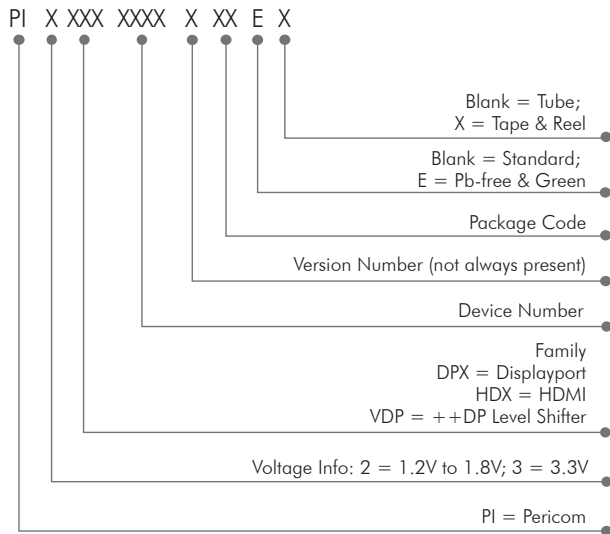 PI X XXX XXXX X XX E X
Blank = Tube;
X = Tape & Reel
Blank = Standard;
E = Pb-free & Green
Package Code
Version Number (not always present)
Device Number
Family
DPX = Displayport
HDX = HDMI
VDP = ++DP Level Shifter
Voltage Info: 2 = 1.2V to 1.8V; 3 = 3.3V
PI = Pericom